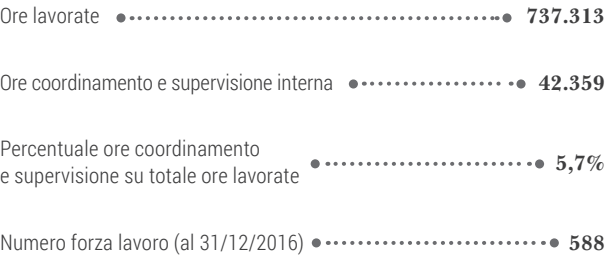 Ore lavorate 737.313
Ore coordinamento e supervisione interna 42.359
Percentuale ore coordinamento
e supervisione su totale ore lavorate 5,7%
Numero forza lavoro (al 31/12/2016) 588